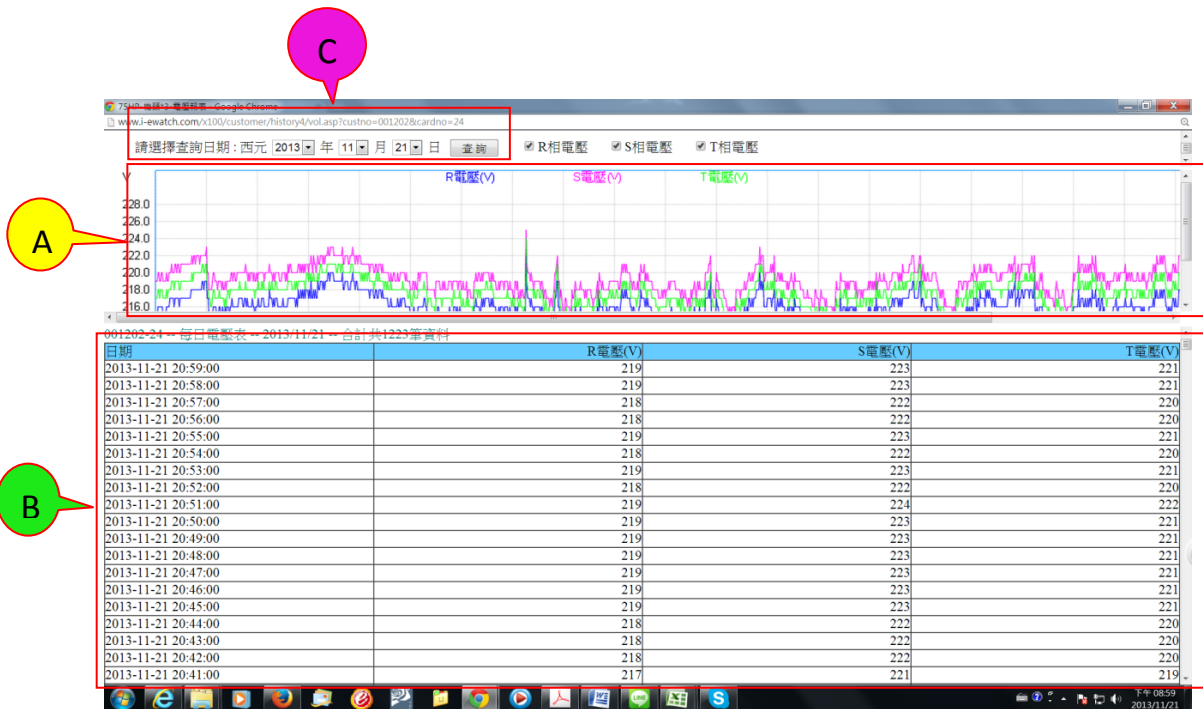 C
75HP-機頭*3-電壓報表 - Google Chrome
www.i-ewatch.com/x100/customer/history4/vol.asp?custno=001202&cardno=24
請選擇查詢日期:西元 2013 年 11 月 21 日 查詢 R相電壓 S相電壓 T相電壓
V R電壓(V) S電壓(V) T電壓(V)
228.0
226.0
224.0
A
222.0
220.0
218.0
216.0
001202-24 -- 每日電壓表 -- 2013/11/21 -- 合計共1223筆資料
日期 R電壓(V) S電壓(V) T電壓(V)
2013-11-21 20:59:00 219 223 221
2013-11-21 20:58:00 219 223 221
2013-11-21 20:57:00 218 222 220
2013-11-21 20:56:00 218 222 220
2013-11-21 20:55:00 219 223 221
2013-11-21 20:54:00 218 222 220
2013-11-21 20:53:00 219 223 221
2013-11-21 20:52:00 218 222 220
B
2013-11-21 20:51:00 219 224 222
2013-11-21 20:50:00 219 223 221
2013-11-21 20:49:00 219 223 221
2013-11-21 20:48:00 219 223 221
2013-11-21 20:47:00 219 223 221
2013-11-21 20:46:00 219 223 221
2013-11-21 20:45:00 219 223 221
2013-11-21 20:44:00 218 222 220
2013-11-21 20:43:00 218 222 220
2013-11-21 20:42:00 218 222 220
2013-11-21 20:41:00 217 221 219
下午 08:59
2013/11/21